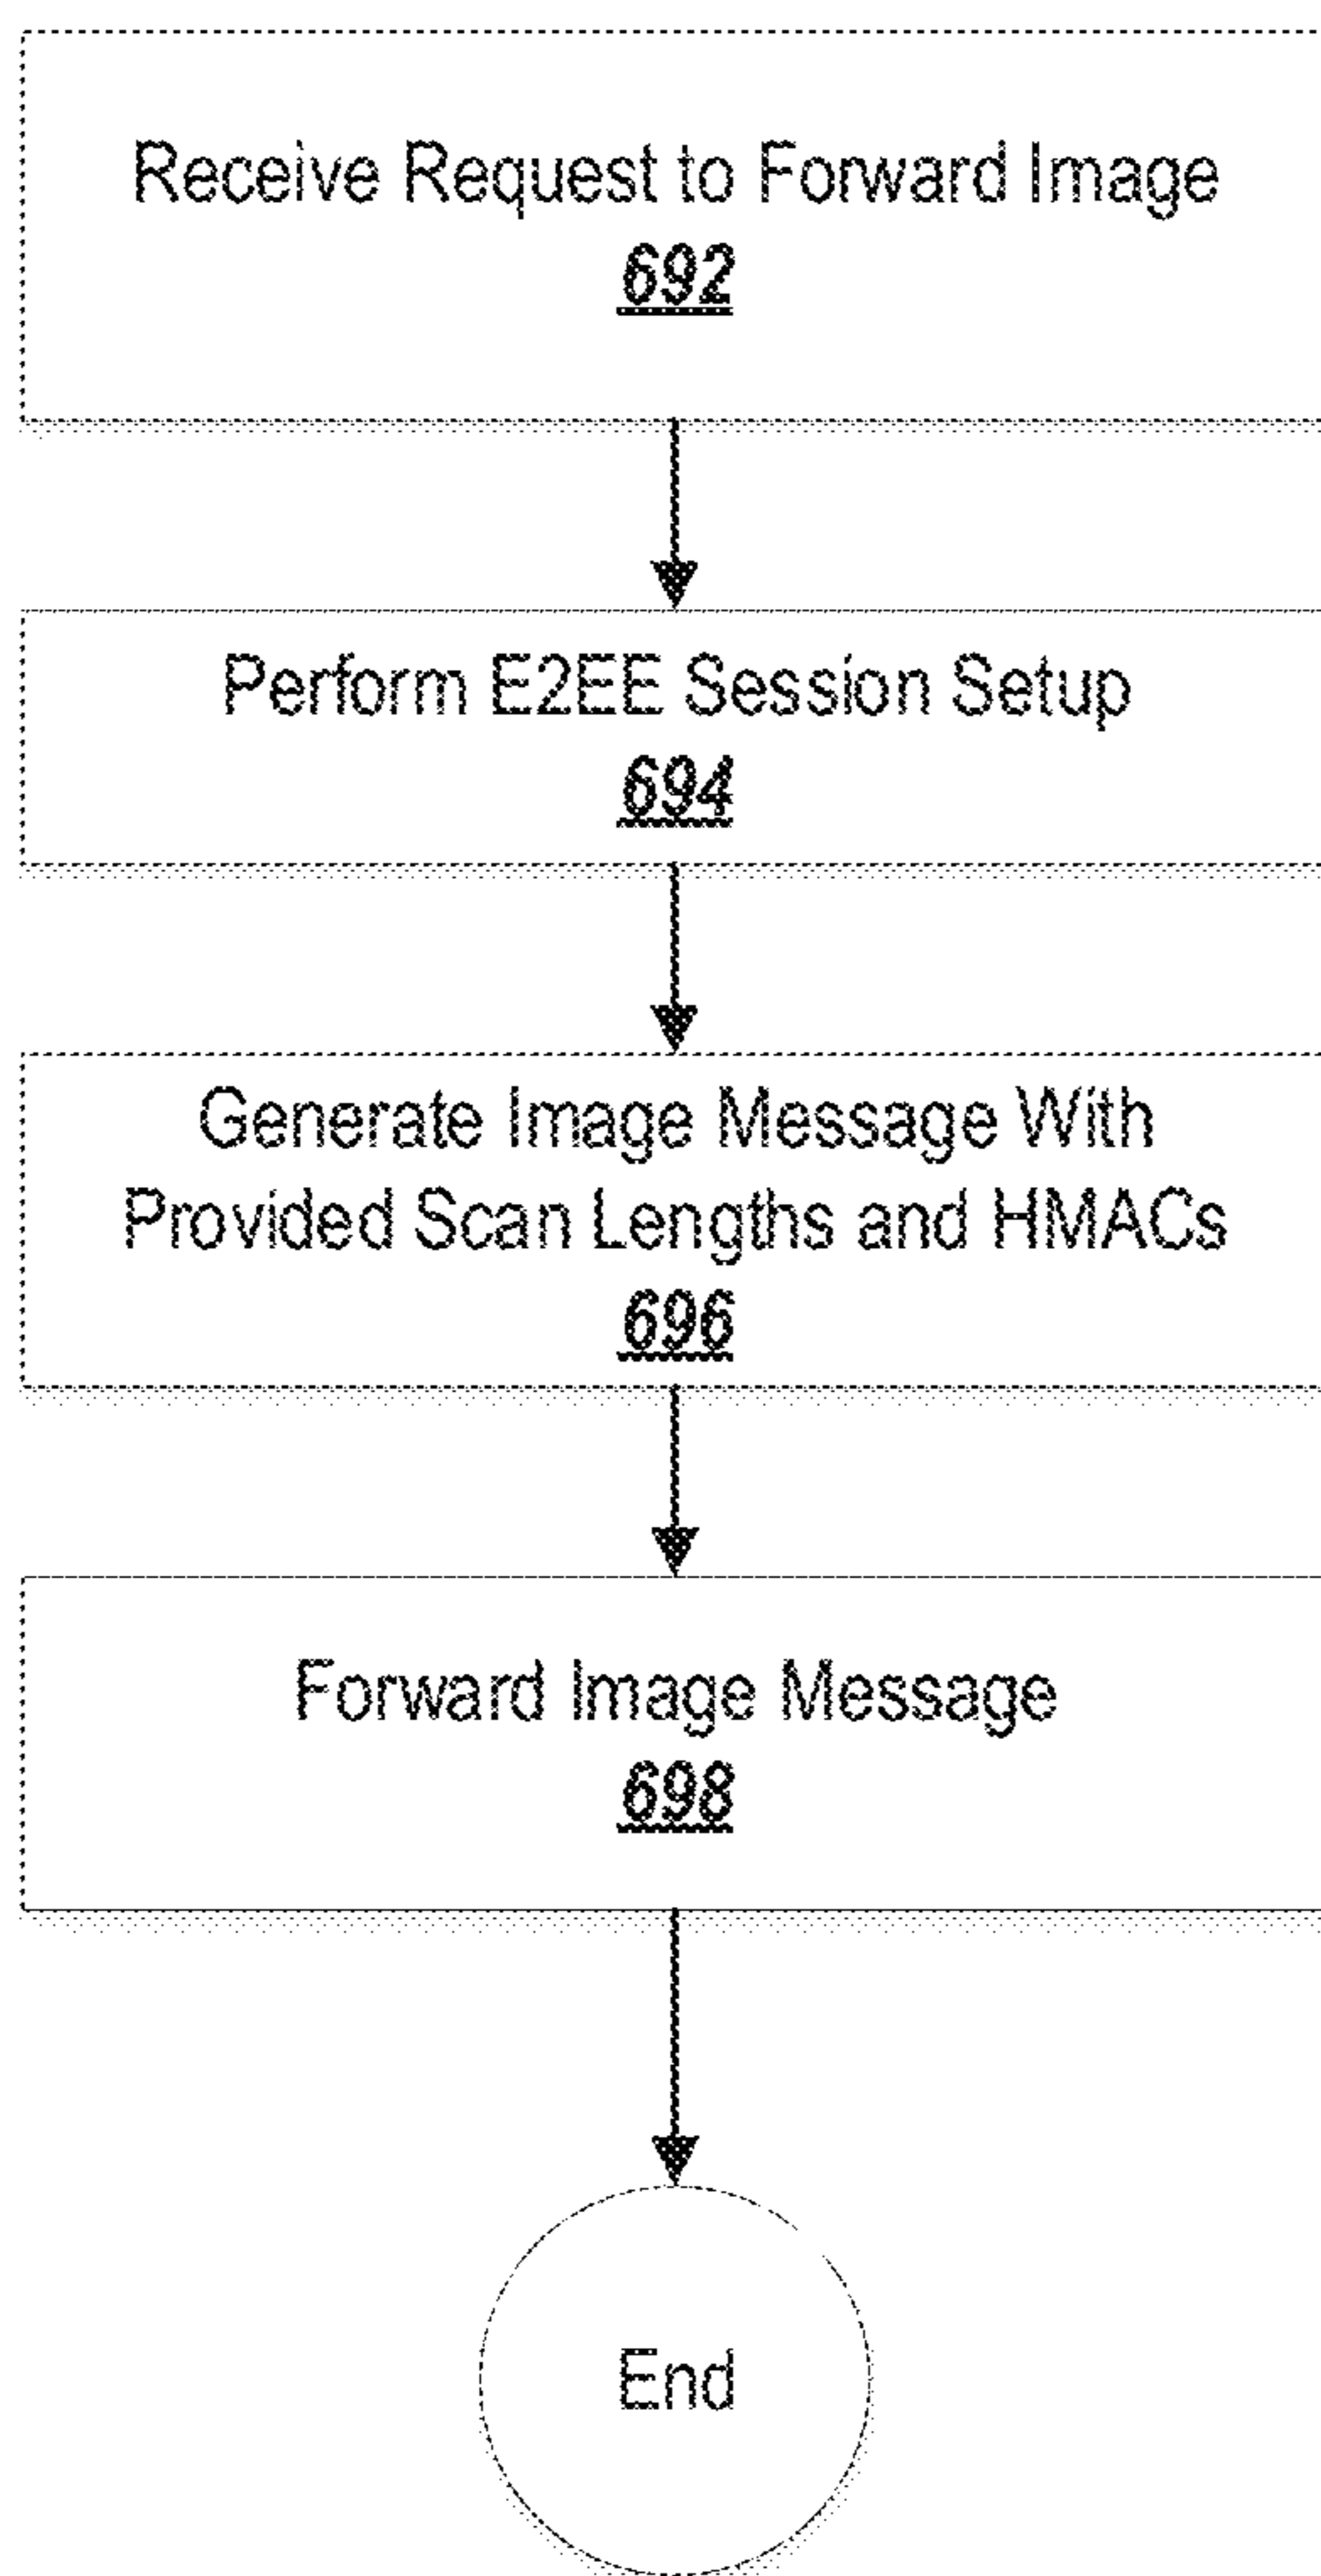 Receive Request to Forward Image
692
Perform E2EE Session Setup
694
Generate Image Message With
Provided Scan Lengths and HMACs
696
Forward Image Message
698
End